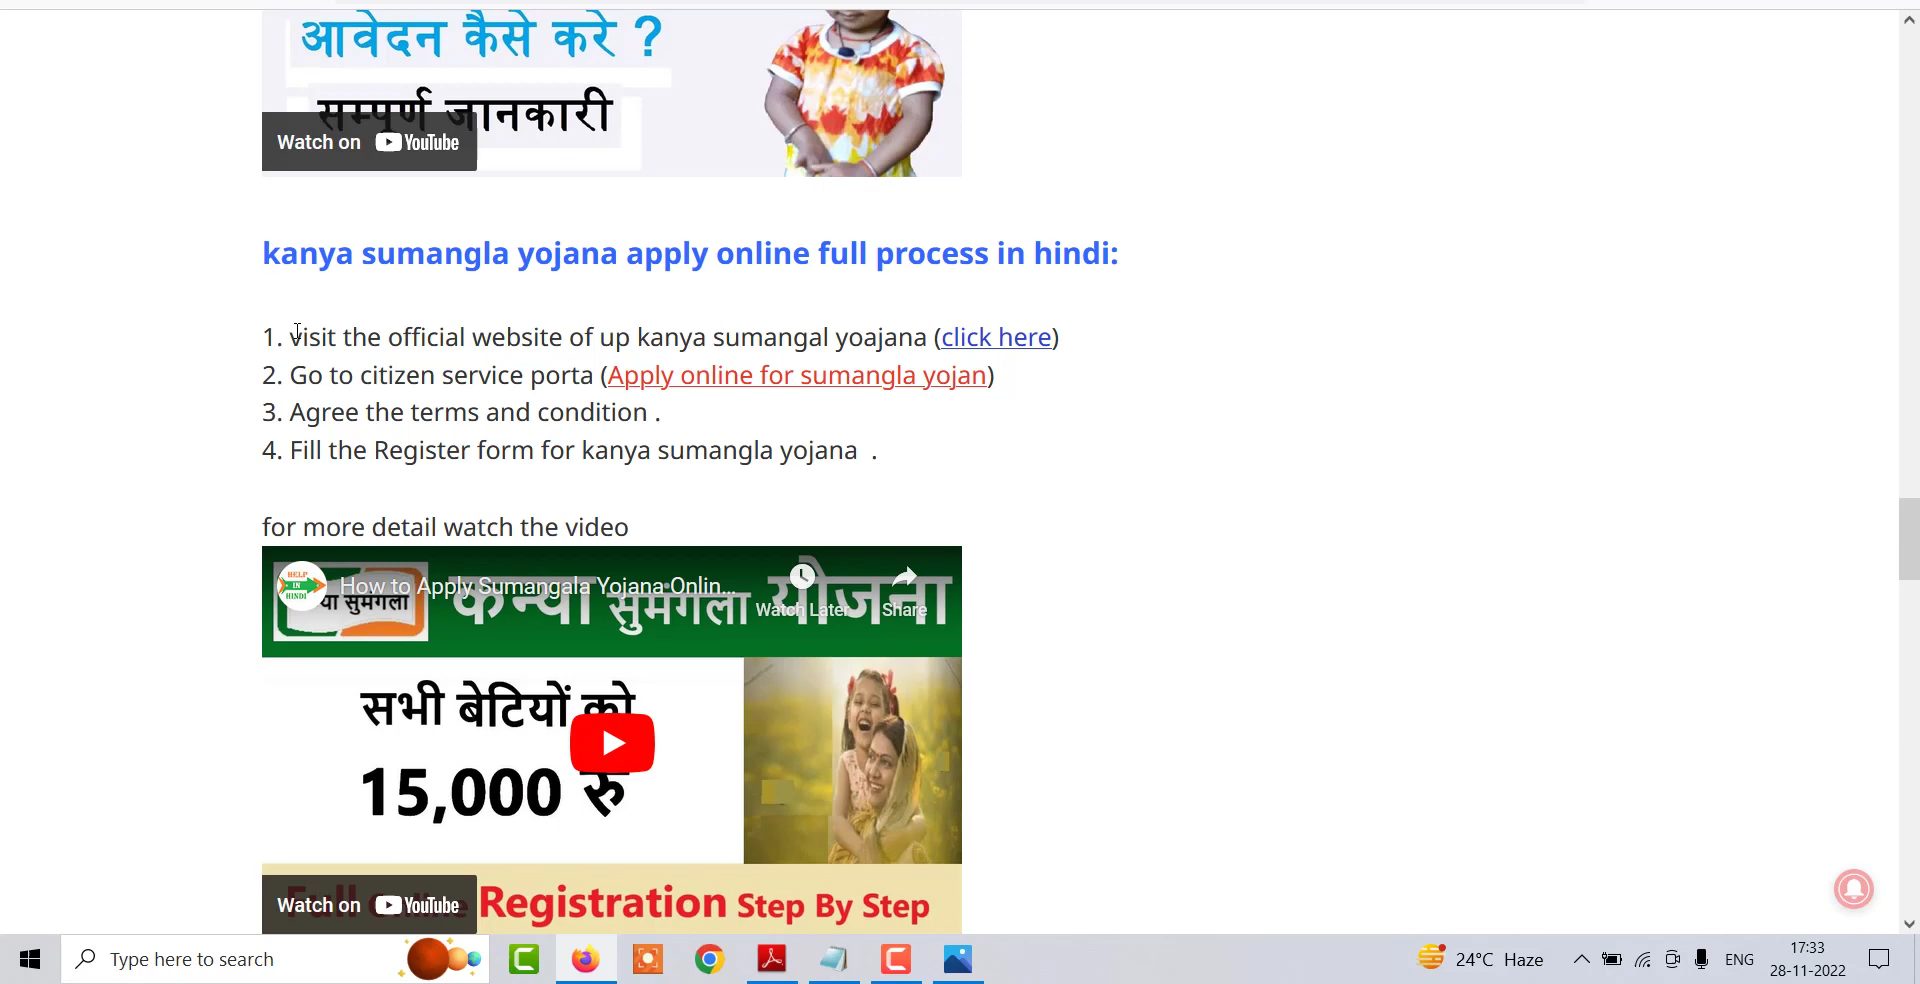 आवेदन कैसे करे ?
सम्पूर्ण जानकारी
Watch on YouTube
kanya sumangla yojana apply online full process in hindi:
1. visit the official website of up kanya sumangal yoajana (click here)
2. Go to citizen service porta (Apply online for sumangla yojan)
3. Agree the terms and condition .
4. Fill the Register form for kanya sumangla yojana  .
for more detail watch the video
HELP IN HINDI
How to Apply Sumangala Yojana Onlin...
Watch Later
Share
या सुमंगला
कन्या सुमंगला योजना
सभी बेटियों को
15,000 रु
Watch on YouTube
Registration Step By Step
Type here to search
24°C Haze
ENG
17:33
28-11-2022